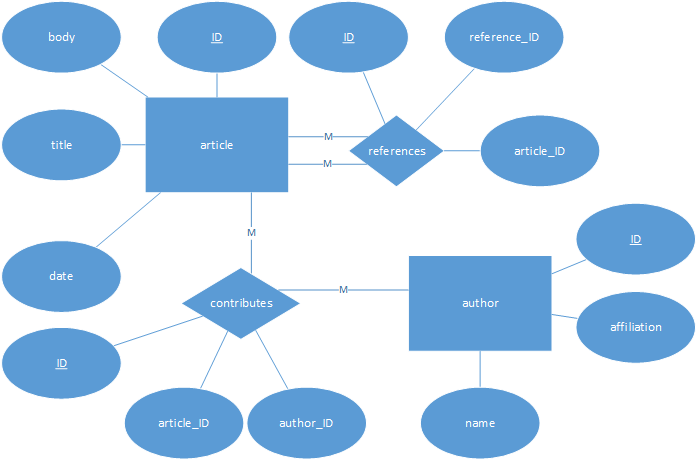 body
ID
ID
reference_ID
title
article
M
M
references
article_ID
M
ID
date
contributes
M
author
affiliation
ID
article_ID
author_ID
name